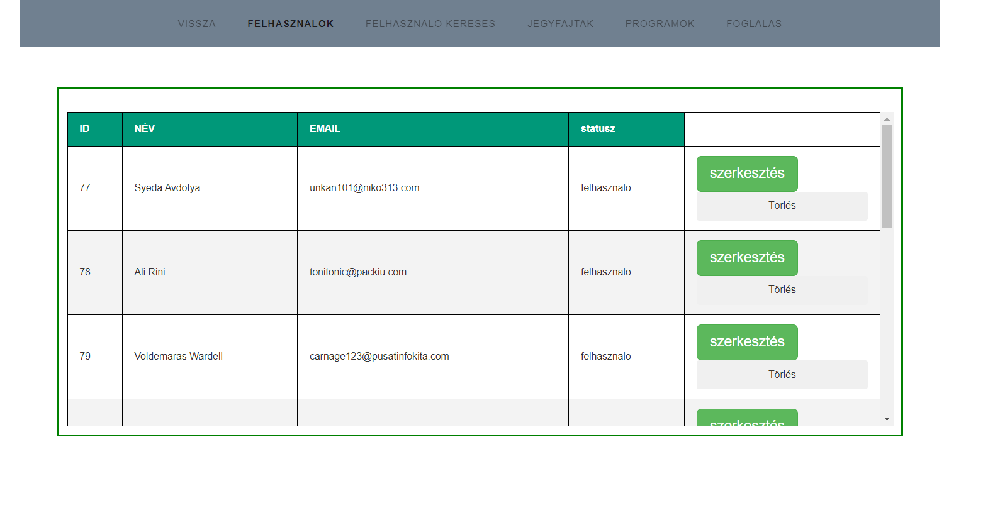 VISSZA FELHASZNALOK FELHASZNALO KERESES JEGYFAJTAK PROGRAMOK FOGLALAS
ID NÉV EMAIL statusz
77 Syeda Avdotya unkan101@niko313.com felhasznalo szerkesztés
Törlés
78 Ali Rini tonitonic@packiu.com felhasznalo szerkesztés
Törlés
79 Voldemaras Wardell carnage123@pusatinfokita.com felhasznalo szerkesztés
Törlés
szerkesztés